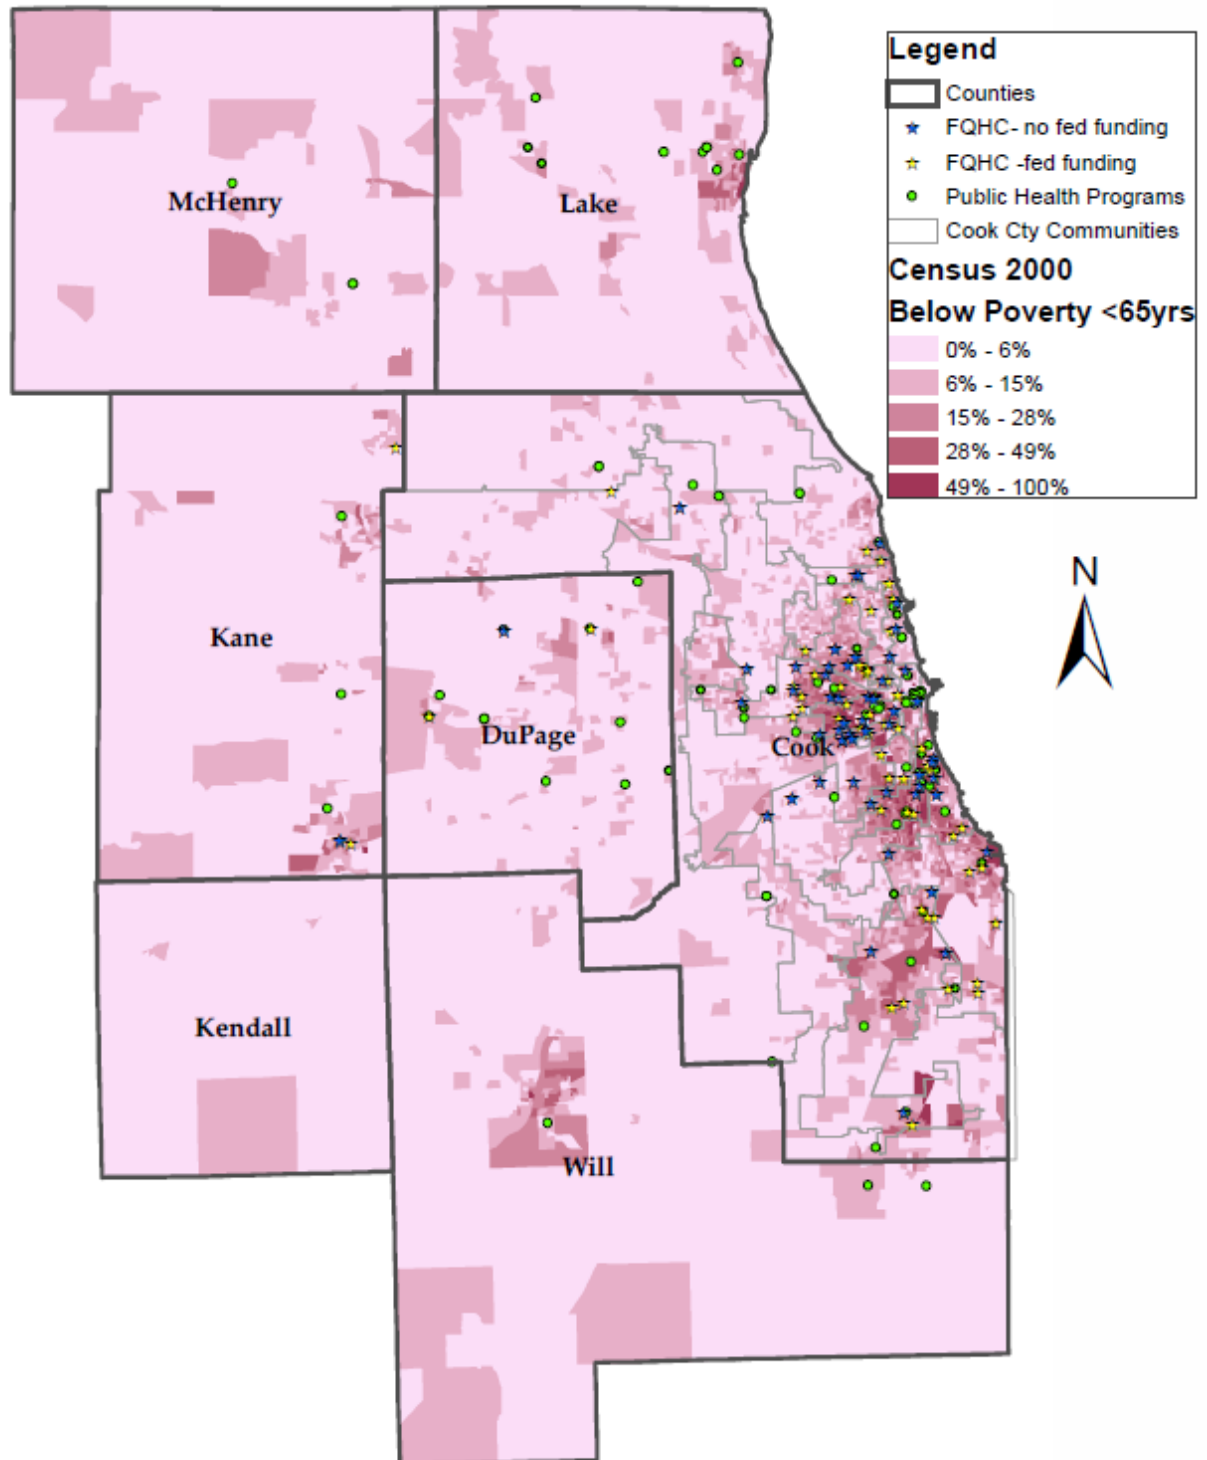 Legend
Counties
FQHC- no fed funding
FQHC -fed funding
Public Health Programs
Cook Cty Communities
Census 2000
Below Poverty <65yrs
0% - 6%
6% - 15%
15% - 28%
28% - 49%
49% - 100%
N
McHenry
Lake
Kane
DuPage
Cook
Kendall
Will